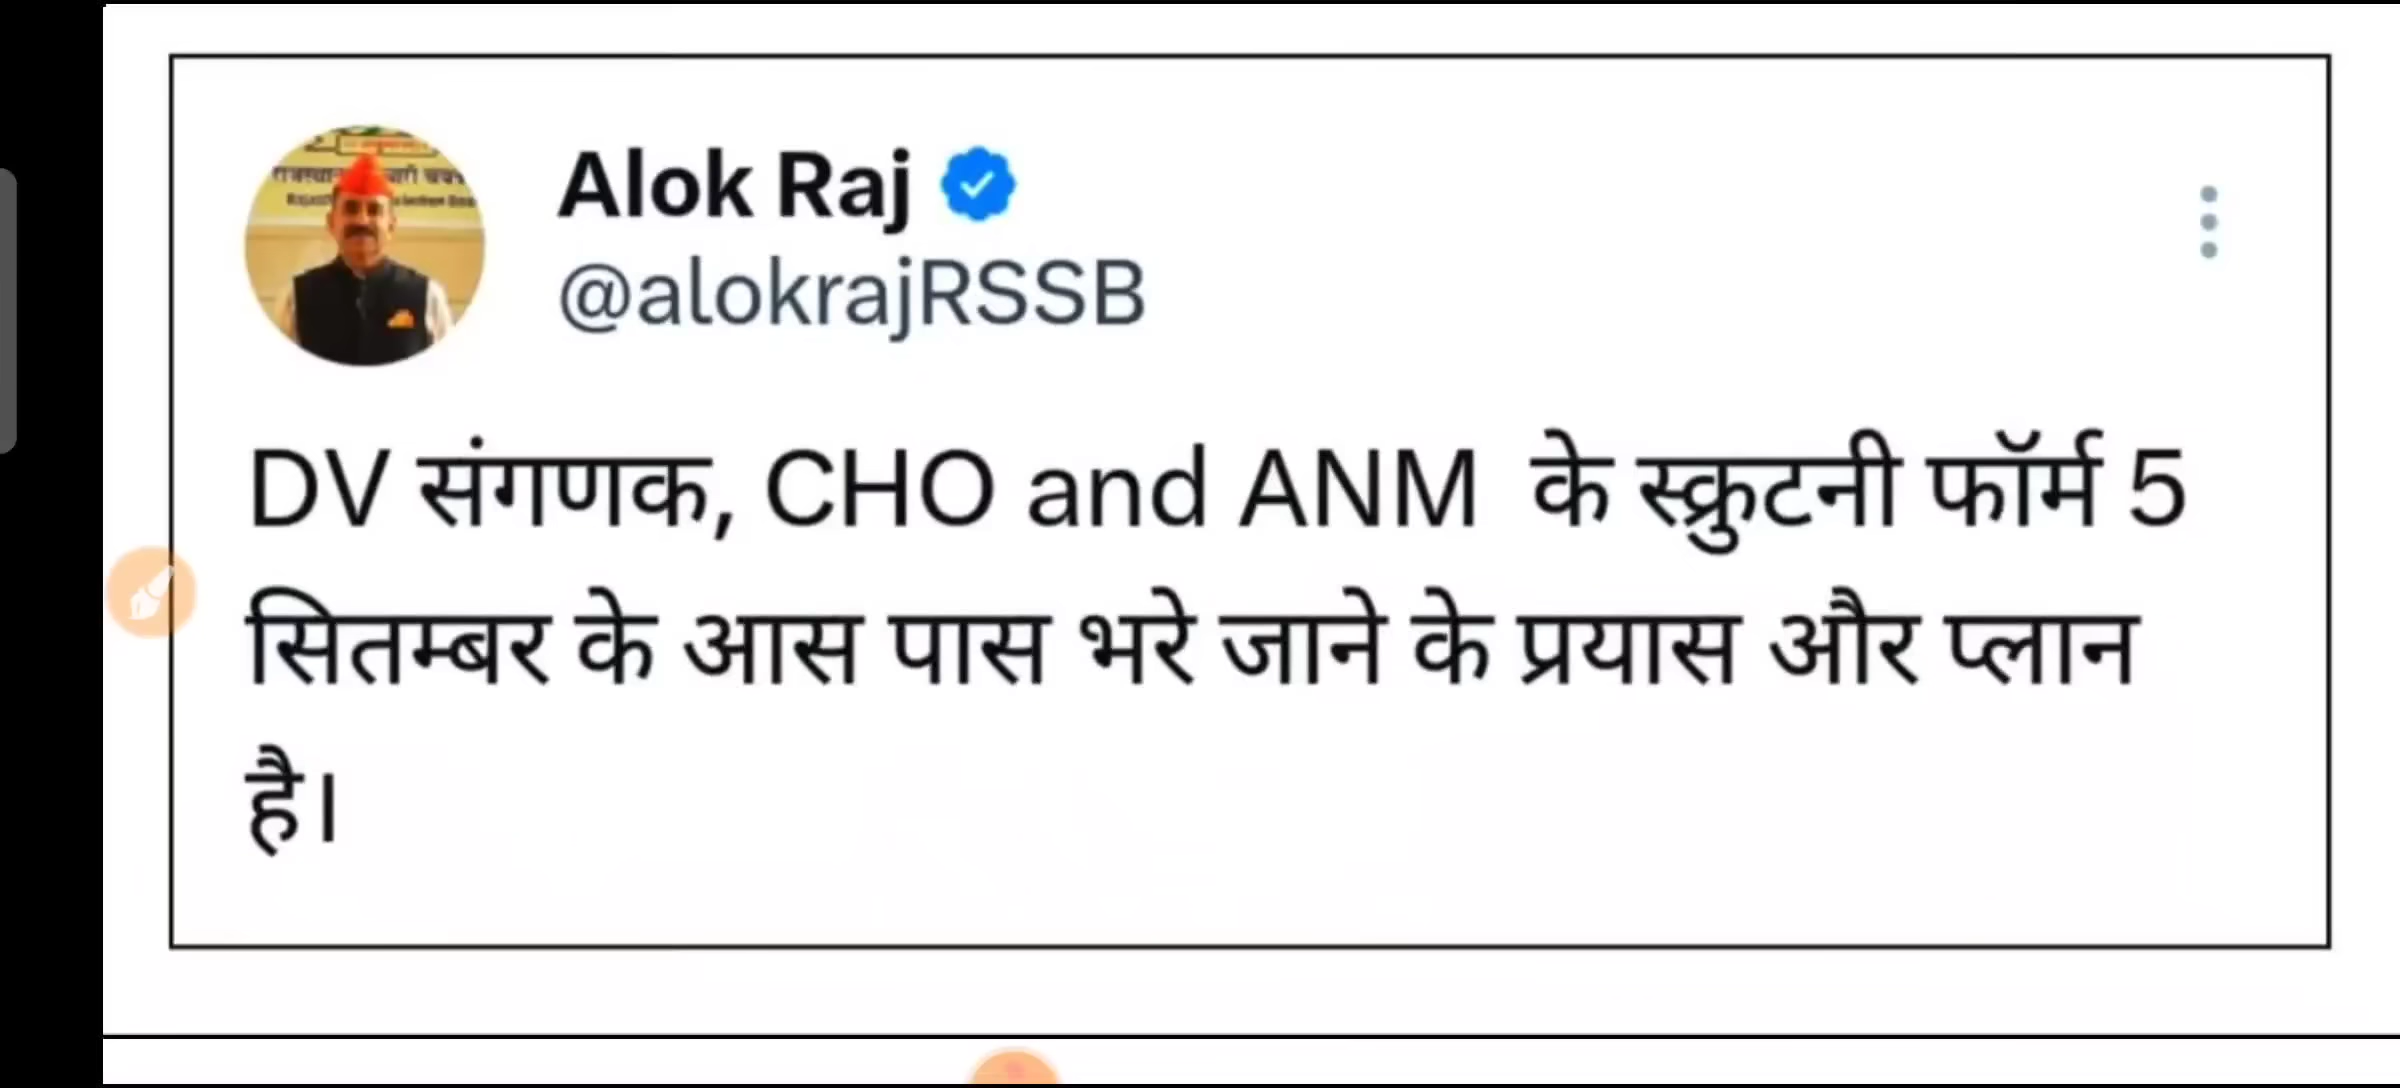 Alok Raj
@alokrajRSSB
DV संगणक, CHO and ANM के स्क्रुटनी फॉर्म 5
सितम्बर के आस पास भरे जाने के प्रयास और प्लान
है।